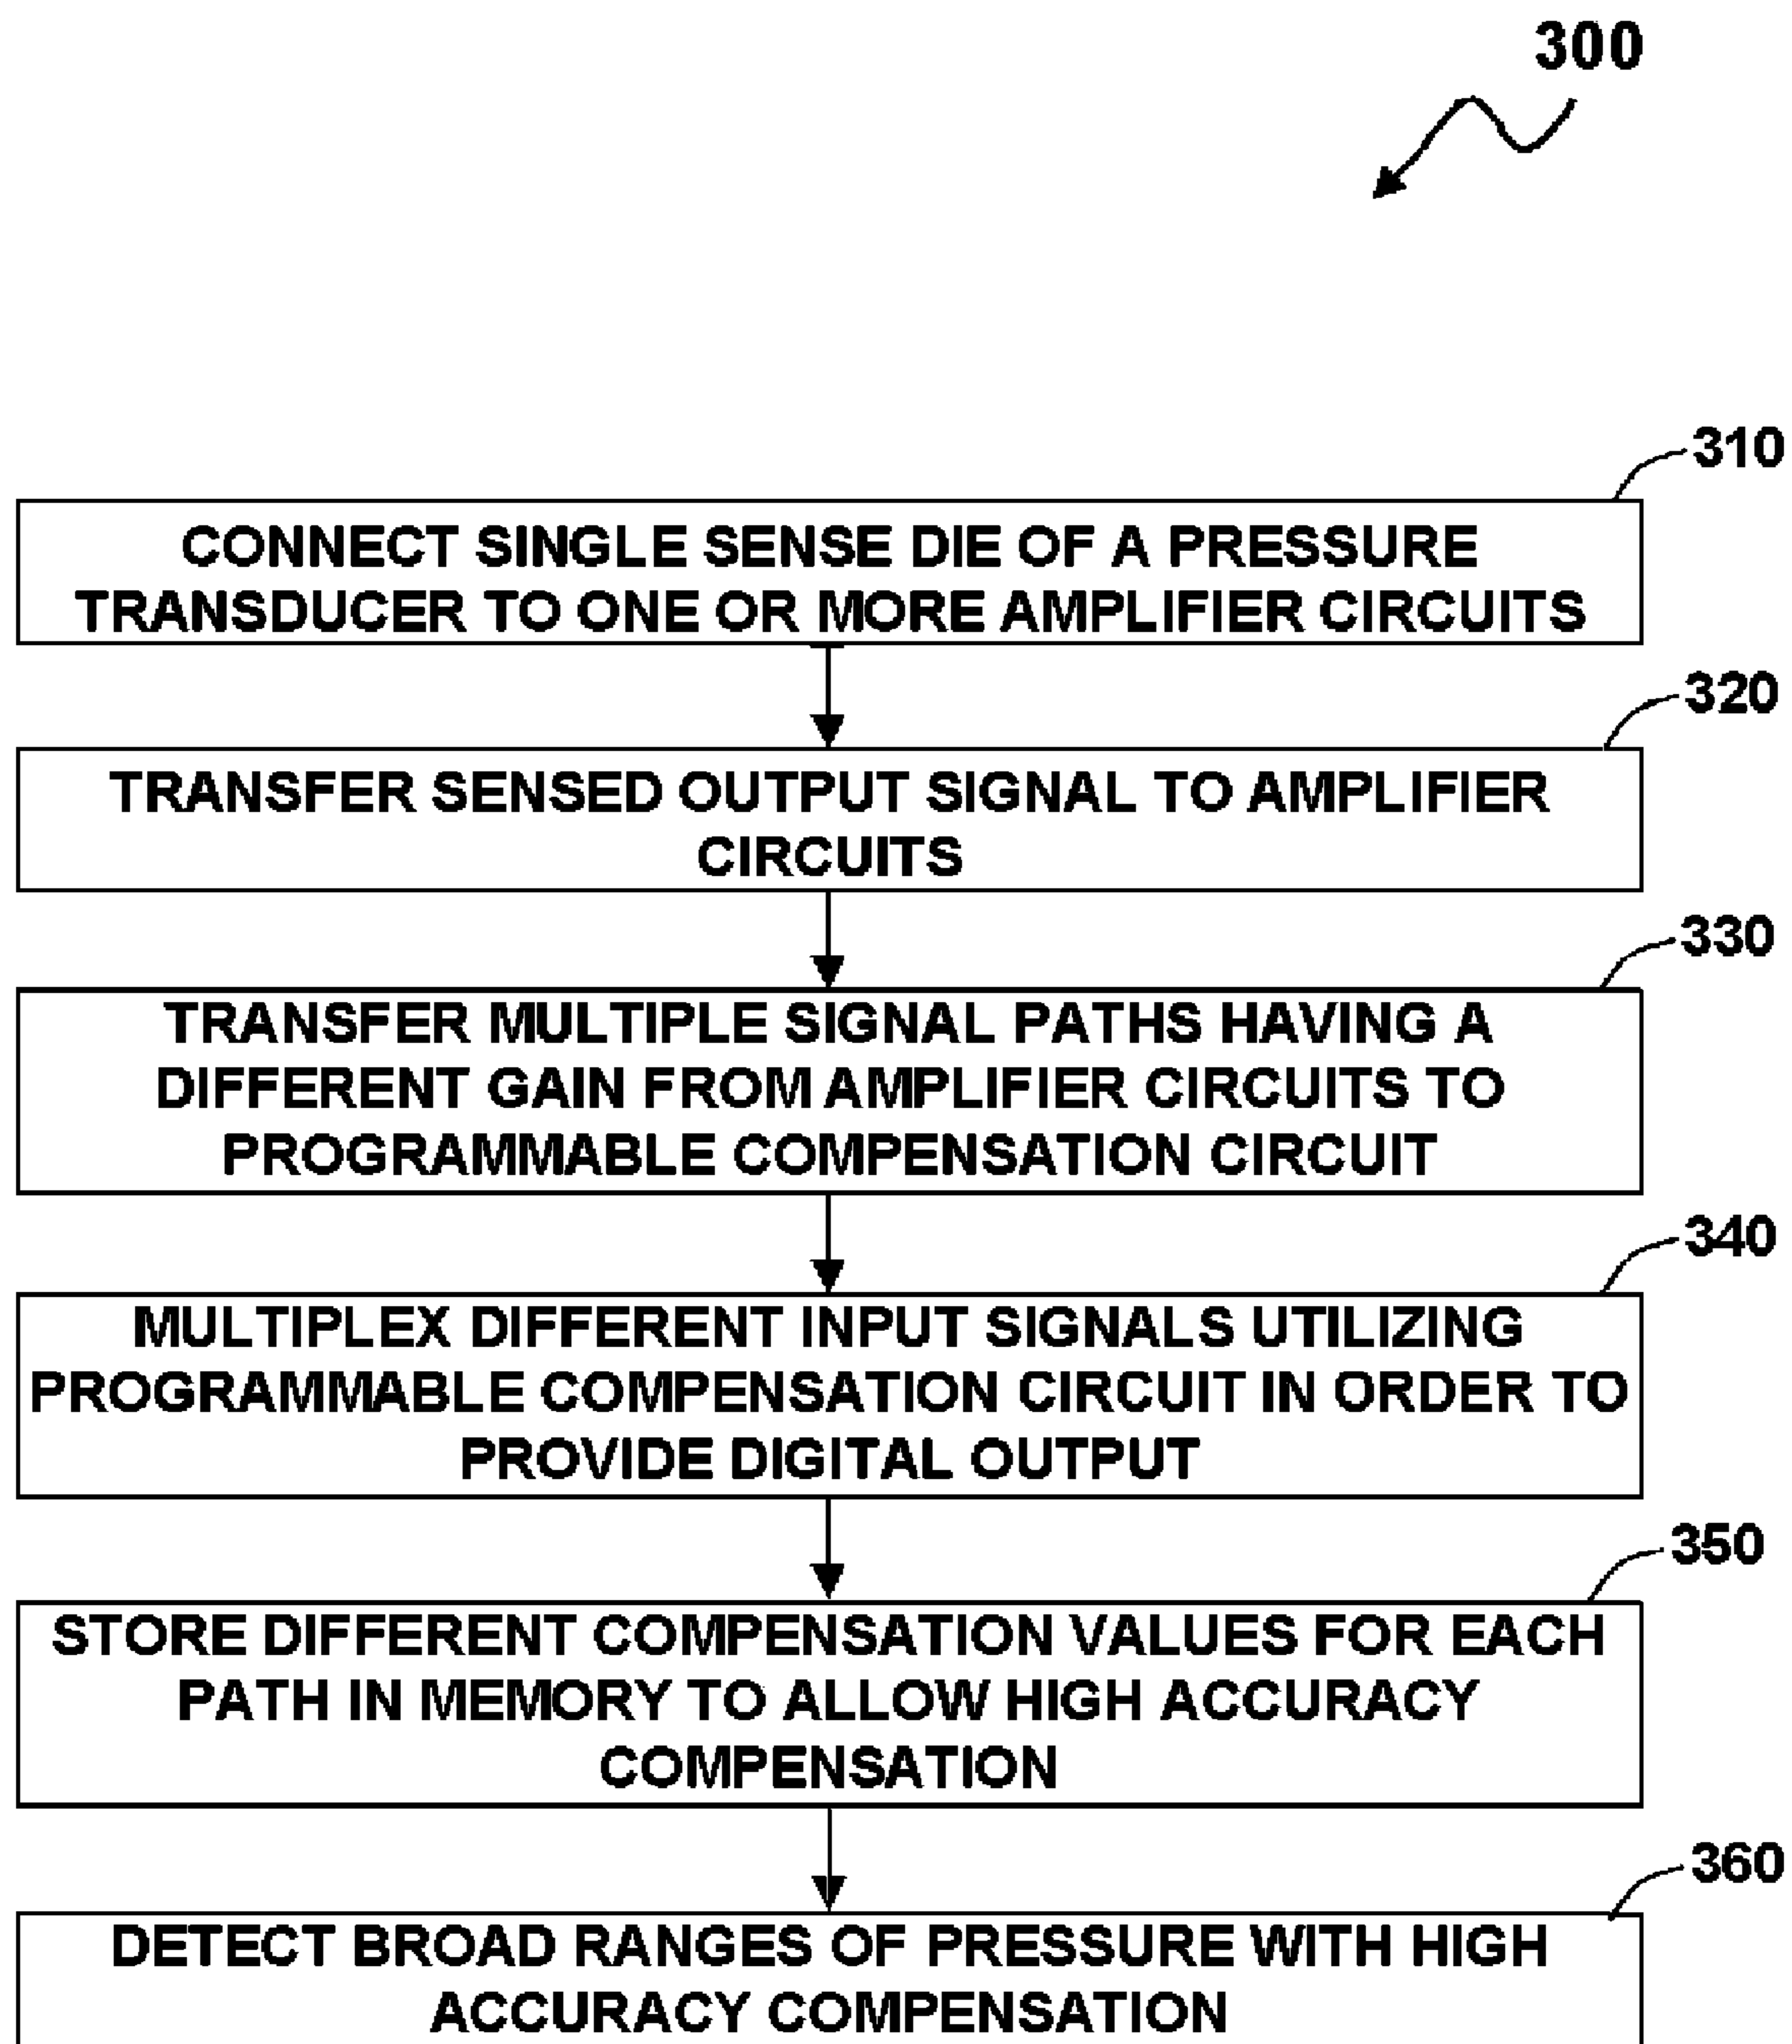 300
310
CONNECT SINGLE SENSE DIE OF A PRESSURE
TRANSDUCER TO ONE OR MORE AMPLIFIER CIRCUITS
320
TRANSFER SENSED OUTPUT SIGNAL TO AMPLIFIER
CIRCUITS
330
TRANSFER MULTIPLE SIGNAL PATHS HAVING A
DIFFERENT GAIN FROM AMPLIFIER CIRCUITS TO
PROGRAMMABLE COMPENSATION CIRCUIT
340
MULTIPLEX DIFFERENT INPUT SIGNALS UTILIZING
PROGRAMMABLE COMPENSATION CIRCUIT IN ORDER TO
PROVIDE DIGITAL OUTPUT
350
STORE DIFFERENT COMPENSATION VALUES FOR EACH
PATH IN MEMORY TO ALLOW HIGH ACCURACY
COMPENSATION
360
DETECT BROAD RANGES OF PRESSURE WITH HIGH
ACCURACY COMPENSATION